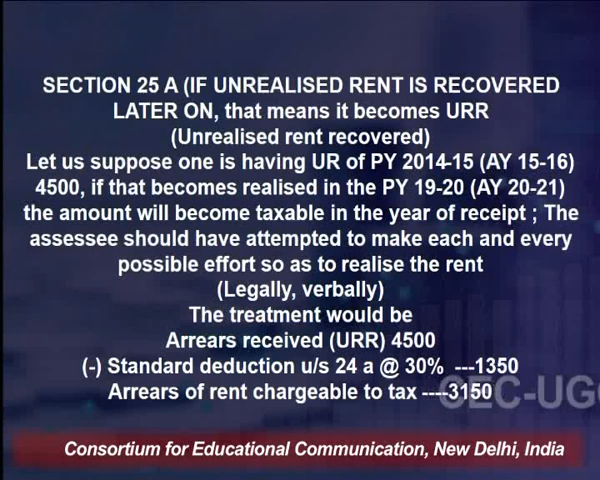 SECTION 25 A (IF UNREALISED RENT IS RECOVERED
LATER ON, that means it becomes URR
(Unrealised rent recovered)
Let us suppose one is having UR of PY 2014-15 (AY 15-16)
4500, if that becomes realised in the PY 19-20 (AY 20-21)
the amount will become taxable in the year of receipt ; The
assessee should have attempted to make each and every
possible effort so as to realise the rent
(Legally, verbally)
The treatment would be
Arrears received (URR) 4500
(-) Standard deduction u/s 24 a @ 30% ---1350
Arrears of rent chargeable to tax ----3150
CEC-UGC
Consortium for Educational Communication, New Delhi, India